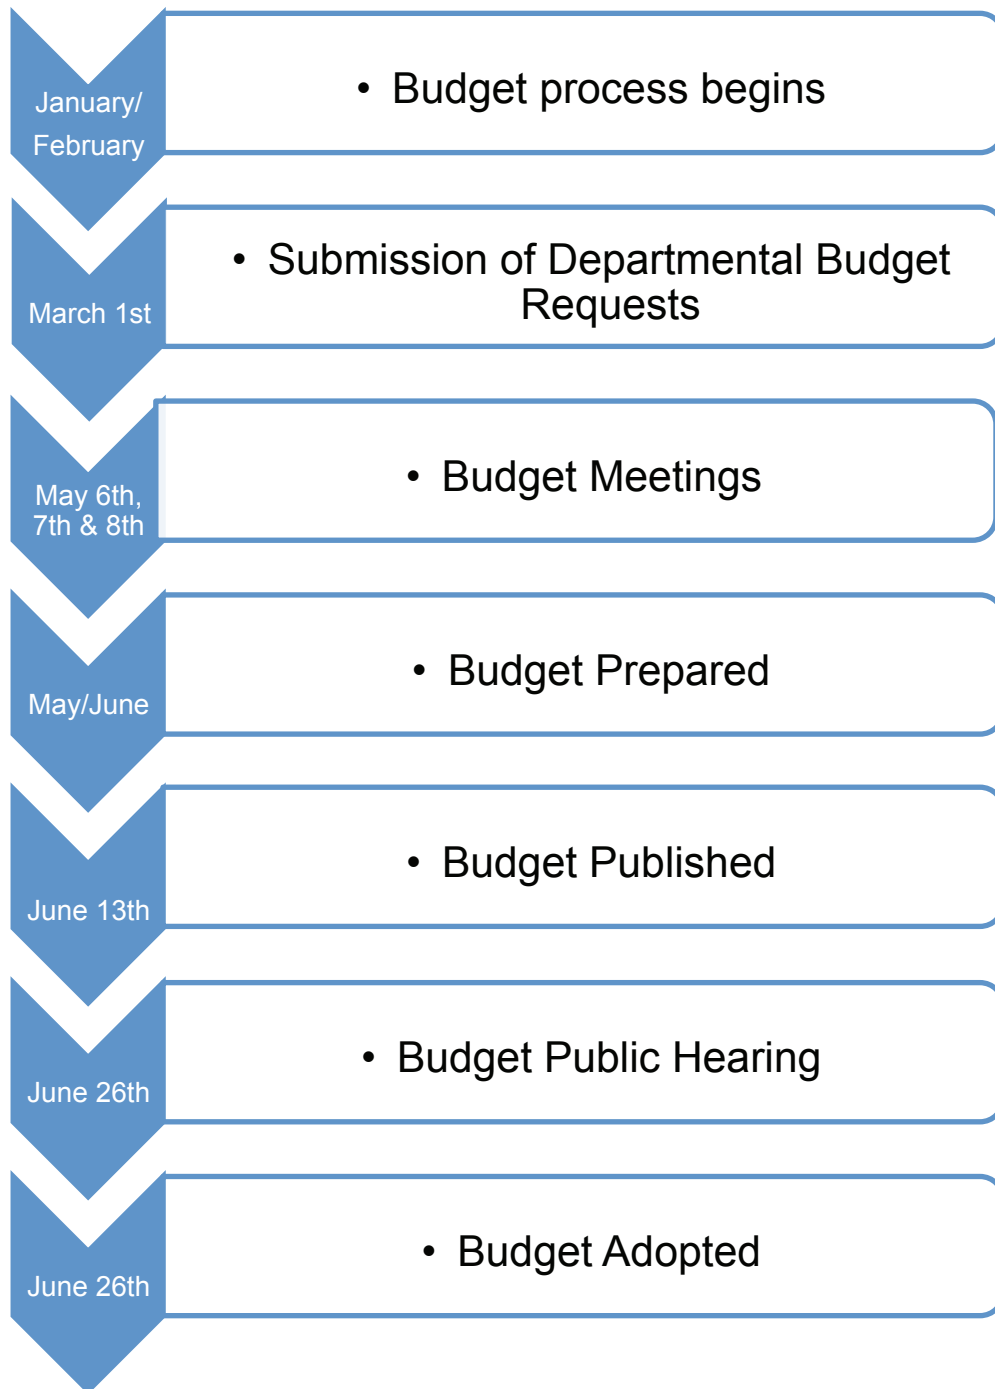 January/
February
• Budget process begins
March 1st
• Submission of Departmental Budget
Requests
May 6th,
7th & 8th
• Budget Meetings
May/June
• Budget Prepared
June 13th
• Budget Published
June 26th
• Budget Public Hearing
June 26th
• Budget Adopted